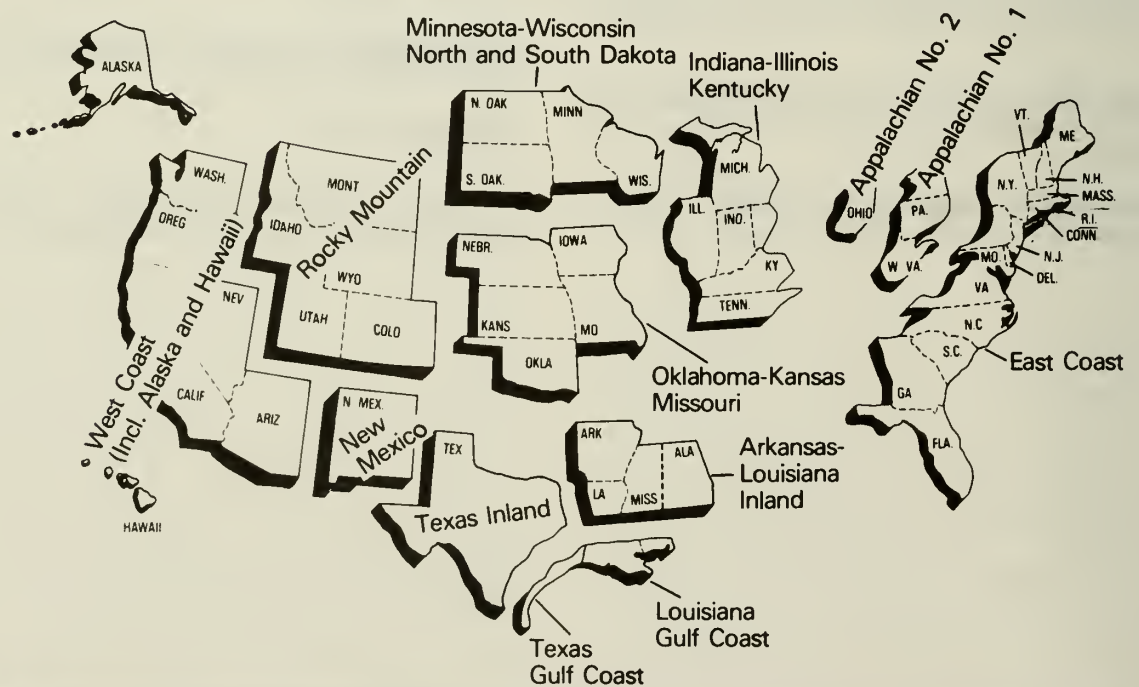 Minnesota-Wisconsin
North and South Dakota
Indiana-Illinois
Kentucky
Appalachian No. 2
Appalachian No. 1
ALASKA
WASH.
OREG
NEV
CALIF
ARIZ
West Coast
(Incl. Alaska and Hawaii)
HAWAII
MONT
IDAHO
WYO
UTAH
COLO
Rocky Mountain
N. OAK
MINN
S. OAK.
WIS.
NEBR.
IOWA
KANS
MO
OKLA
Oklahoma-Kansas
Missouri
MICH.
ILL.
INO.
KY
TENN.
OHIO
PA.
W VA.
VT.
ME
N.Y.
N.H.
MASS.
R.I.
CONN
N.J.
MO.
DEL.
VA
N.C
S.C.
East Coast
GA
FLA.
N MEX.
New
Mexico
TEX
Texas Inland
ARK
ALA
LA
MISS
Arkansas-
Louisiana
Inland
Louisiana
Gulf Coast
Texas
Gulf Coast